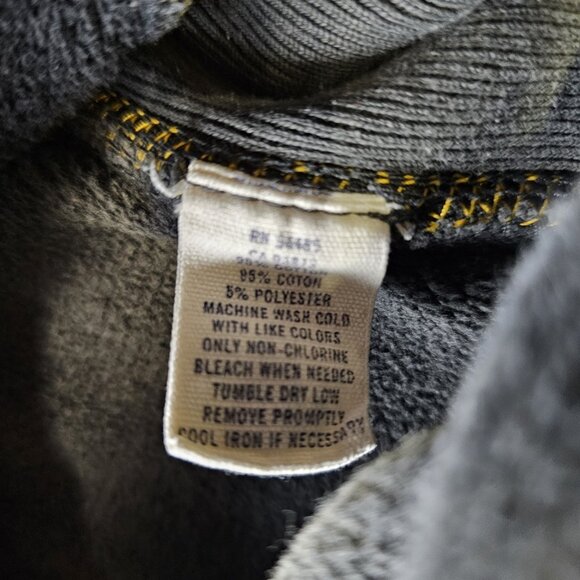 RN
CA
95% COTON
5% POLYESTER
MACHINE WASH COLD
WITH LIKE COLORS
ONLY NON-CHLORINE
BLEACH WHEN NEEDED
TUMBLE DRY LOW
REMOVE PROMPTLY
COOL IRON IF NECESSARY